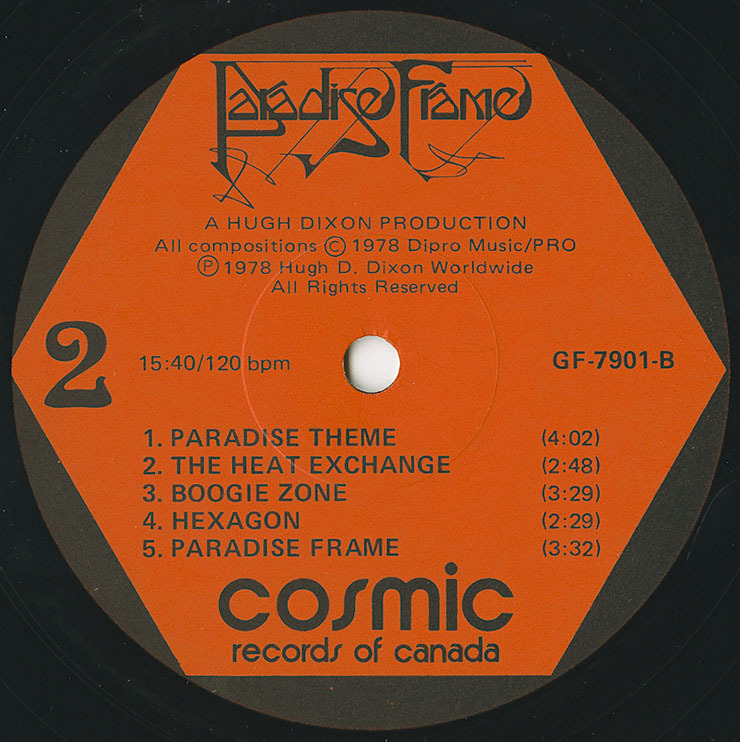 Paradise Frame
A HUGH DIXON PRODUCTION
All compositions © 1978 Dipro Music/PRO
℗ 1978 Hugh D. Dixon Worldwide
All Rights Reserved
2
15:40/120 bpm
GF-7901-B
1. PARADISE THEME (4:02)
2. THE HEAT EXCHANGE (2:48)
3. BOOGIE ZONE (3:29)
4. HEXAGON (2:29)
5. PARADISE FRAME (3:32)
cosmic
records of canada